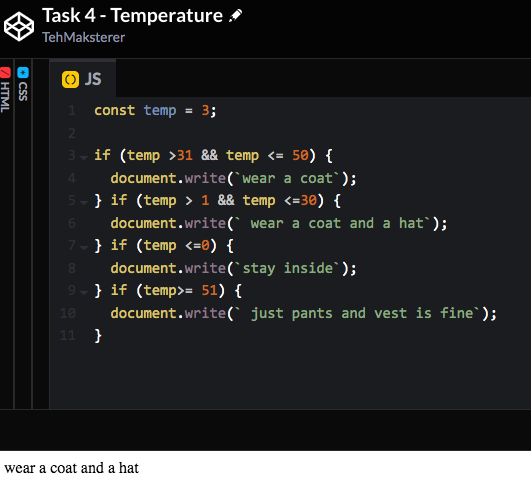 Task 4 - Temperature
TehMaksterer
HTML
CSS
JS
1 const temp = 3;
2
3 if (temp >31 && temp <= 50) {
4 document.write(`wear a coat`);
5 } if (temp > 1 && temp <=30) {
6 document.write(` wear a coat and a hat`);
7 } if (temp <=0) {
8 document.write(`stay inside`);
9 } if (temp>= 51) {
10 document.write(` just pants and vest is fine`);
11 }
wear a coat and a hat